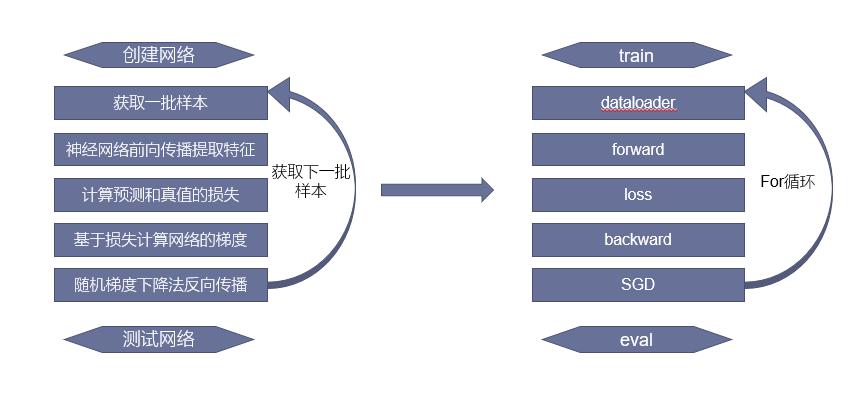 创建网络
获取一批样本
神经网络前向传播提取特征
计算预测和真值的损失
基于损失计算网络的梯度
随机梯度下降法反向传播
测试网络
获取下一批
样本
train
dataloader
forward
loss
backward
SGD
eval
For循环